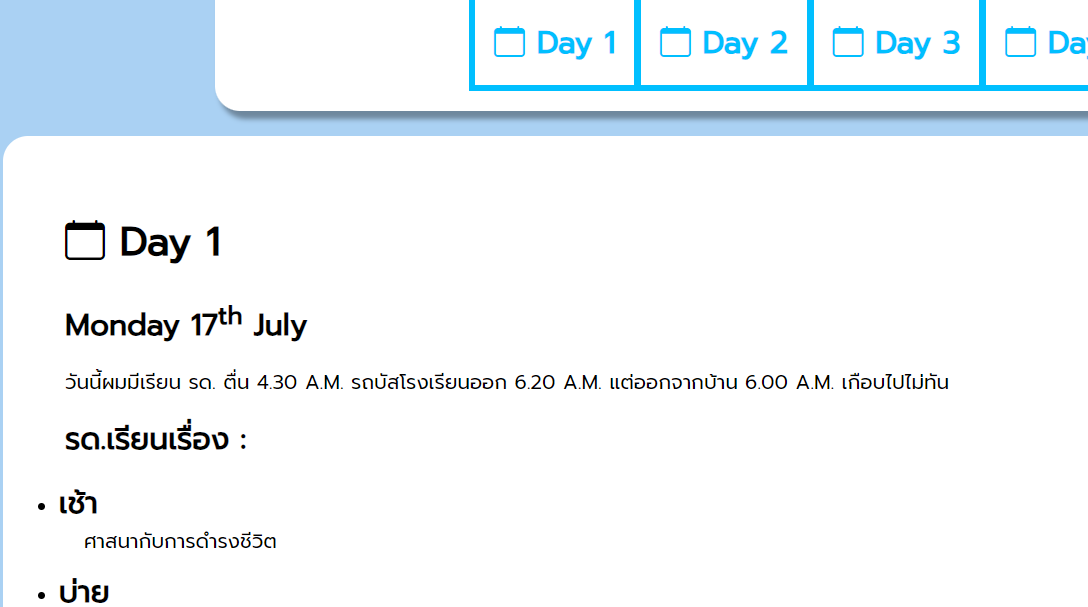 Day 1 Day 2 Day 3 Day
Day 1
Monday 17th July
วันนี้ผมมีเรียน รด. ตื่น 4.30 A.M. รถบัสโรงเรียนออก 6.20 A.M. แต่ออกจากบ้าน 6.00 A.M. เกือบไปไม่ทัน
รด.เรียนเรื่อง :
เช้า
ศาสนากับการดำรงชีวิต
บ่าย